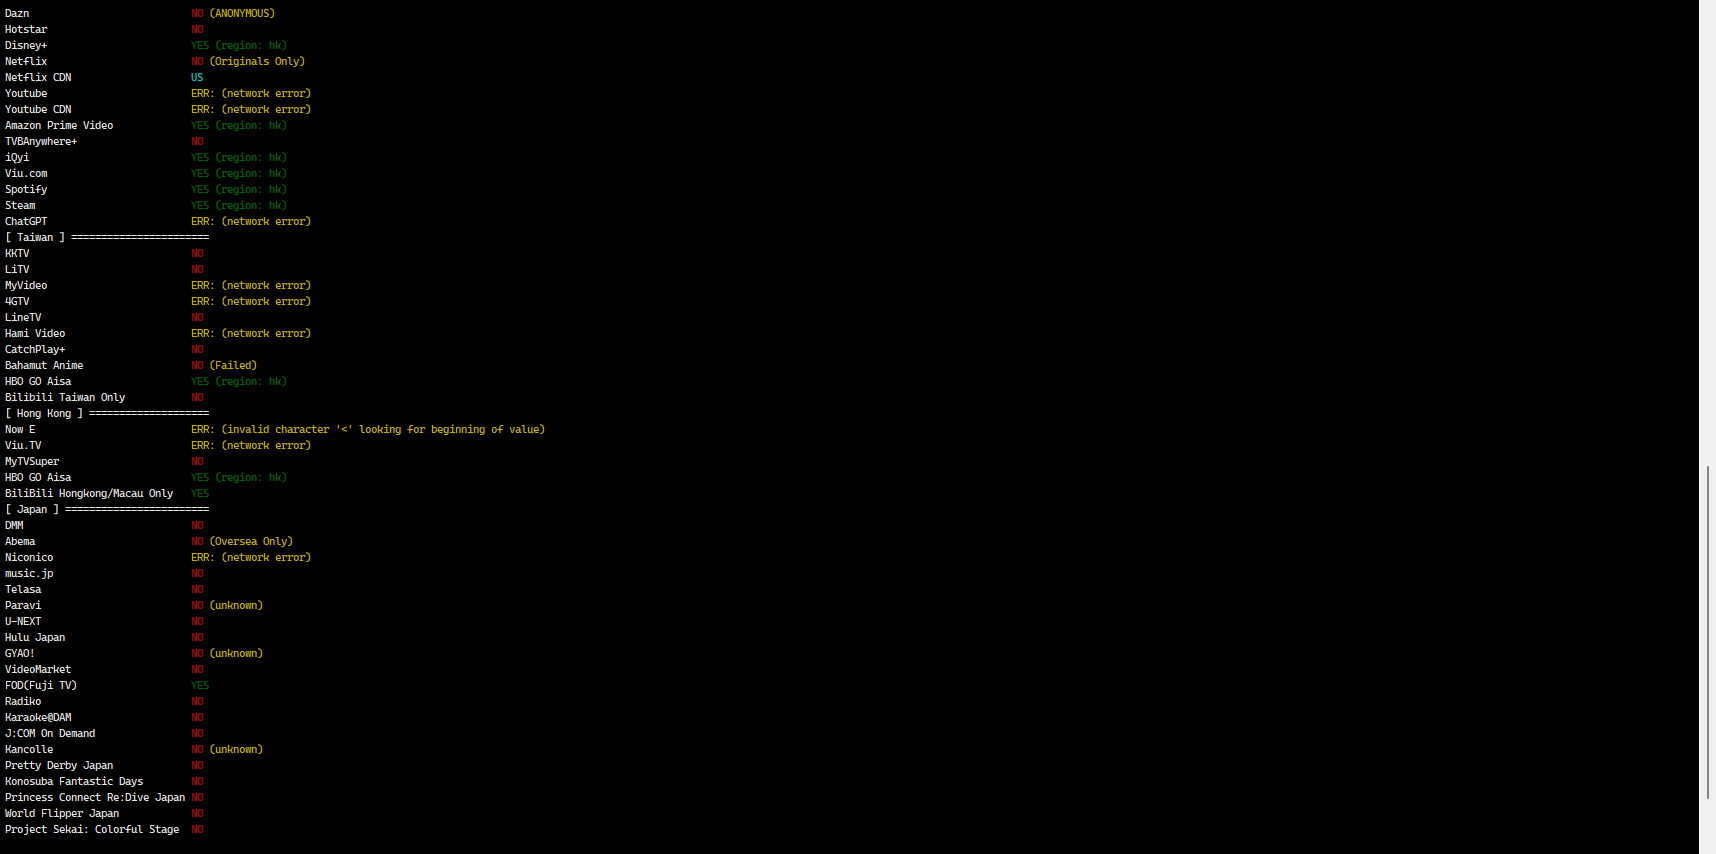 Dazn NO (ANONYMOUS)
Hotstar NO
Disney+ YES (region: hk)
Netflix NO (Originals Only)
Netflix CDN US
Youtube ERR: (network error)
Youtube CDN ERR: (network error)
Amazon Prime Video YES (region: hk)
TVBAnywhere+ NO
iQyi YES (region: hk)
Viu.com YES (region: hk)
Spotify YES (region: hk)
Steam YES (region: hk)
ChatGPT ERR: (network error)
[ Taiwan ] =======================
KKTV NO
LiTV NO
MyVideo ERR: (network error)
4GTV ERR: (network error)
LineTV NO
Hami Video ERR: (network error)
CatchPlay+ NO
Bahamut Anime NO (Failed)
HBO GO Aisa YES (region: hk)
Bilibili Taiwan Only NO
[ Hong Kong ] ====================
Now E ERR: (invalid character '<' looking for beginning of value)
Viu.TV ERR: (network error)
MyTVSuper NO
HBO GO Aisa YES (region: hk)
BiliBili Hongkong/Macau Only YES
[ Japan ] ========================
DMM NO
Abema NO (Oversea Only)
Niconico ERR: (network error)
music.jp NO
Telasa NO
Paravi NO (unknown)
U-NEXT NO
Hulu Japan NO
GYAO! NO (unknown)
VideoMarket NO
FOD(Fuji TV) YES
Radiko NO
Karaoke@DAM NO
J:COM On Demand NO
Kancolle NO (unknown)
Pretty Derby Japan NO
Konosuba Fantastic Days NO
Princess Connect Re:Dive Japan NO
World Flipper Japan NO
Project Sekai: Colorful Stage NO